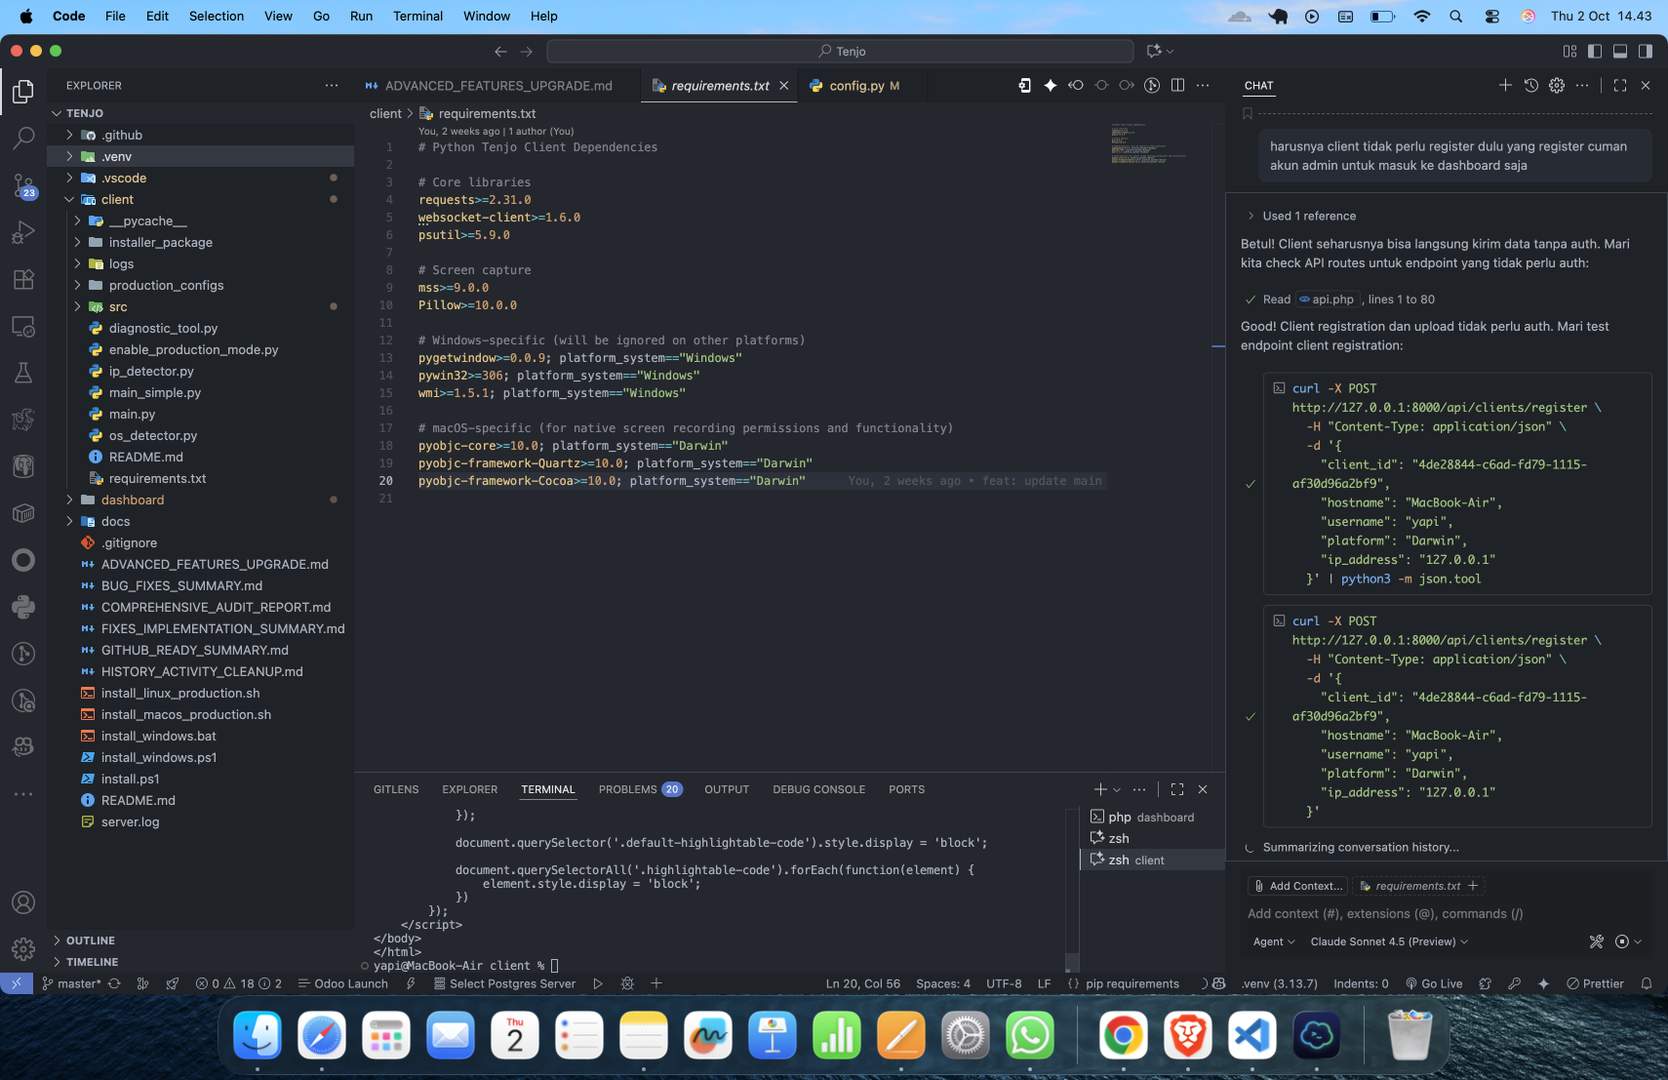 Code File Edit Selection View Go Run Terminal Window Help
Thu 2 Oct 14.43
Tenjo
EXPLORER
TENJO
.github
.venv
.vscode
client
__pycache__
installer_package
logs
production_configs
src
diagnostic_tool.py
enable_production_mode.py
ip_detector.py
main_simple.py
main.py
os_detector.py
README.md
requirements.txt
dashboard
docs
.gitignore
ADVANCED_FEATURES_UPGRADE.md
BUG_FIXES_SUMMARY.md
COMPREHENSIVE_AUDIT_REPORT.md
FIXES_IMPLEMENTATION_SUMMARY.md
GITHUB_READY_SUMMARY.md
HISTORY_ACTIVITY_CLEANUP.md
install_linux_production.sh
install_macos_production.sh
install_windows.bat
install_windows.ps1
install.ps1
README.md
server.log
OUTLINE
TIMELINE
23
ADVANCED_FEATURES_UPGRADE.md requirements.txt config.py M
client > requirements.txt
You, 2 weeks ago | 1 author (You)
1 # Python Tenjo Client Dependencies
2
3 # Core libraries
4 requests>=2.31.0
5 websocket-client>=1.6.0
6 psutil>=5.9.0
7
8 # Screen capture
9 mss>=9.0.0
10 Pillow>=10.0.0
11
12 # Windows-specific (will be ignored on other platforms)
13 pygetwindow>=0.0.9; platform_system=="Windows"
14 pywin32>=306; platform_system=="Windows"
15 wmi>=1.5.1; platform_system=="Windows"
16
17 # macOS-specific (for native screen recording permissions and functionality)
18 pyobjc-core>=10.0; platform_system=="Darwin"
19 pyobjc-framework-Quartz>=10.0; platform_system=="Darwin"
20 pyobjc-framework-Cocoa>=10.0; platform_system=="Darwin" You, 2 weeks ago • feat: update main
21
GITLENS EXPLORER TERMINAL PROBLEMS 20 OUTPUT DEBUG CONSOLE PORTS
});
document.querySelector('.default-highlightable-code').style.display = 'block';
document.querySelectorAll('.highlightable-code').forEach(function(element) {
element.style.display = 'block';
})
});
</script>
</body>
</html>
yapi@MacBook-Air client %
php dashboard
zsh
zsh client
CHAT
harusnya client tidak perlu register dulu yang register cuman
akun admin untuk masuk ke dashboard saja
Used 1 reference
Betul! Client seharusnya bisa langsung kirim data tanpa auth. Mari
kita check API routes untuk endpoint yang tidak perlu auth:
Read api.php , lines 1 to 80
Good! Client registration dan upload tidak perlu auth. Mari test
endpoint client registration:
curl -X POST
http://127.0.0.1:8000/api/clients/register \
-H "Content-Type: application/json" \
-d '{
"client_id": "4de28844-c6ad-fd79-1115-
af30d96a2bf9",
"hostname": "MacBook-Air",
"username": "yapi",
"platform": "Darwin",
"ip_address": "127.0.0.1"
}' | python3 -m json.tool
curl -X POST
http://127.0.0.1:8000/api/clients/register \
-H "Content-Type: application/json" \
-d '{
"client_id": "4de28844-c6ad-fd79-1115-
af30d96a2bf9",
"hostname": "MacBook-Air",
"username": "yapi",
"platform": "Darwin",
"ip_address": "127.0.0.1"
}'
Summarizing conversation history...
Add Context... requirements.txt
Add context (#), extensions (@), commands (/)
Agent Claude Sonnet 4.5 (Preview)
master* 0 18 2 Odoo Launch Select Postgres Server Ln 20, Col 56 Spaces: 4 UTF-8 LF { } pip requirements .venv (3.13.7) Indents: 0 Go Live Prettier
Thu
2